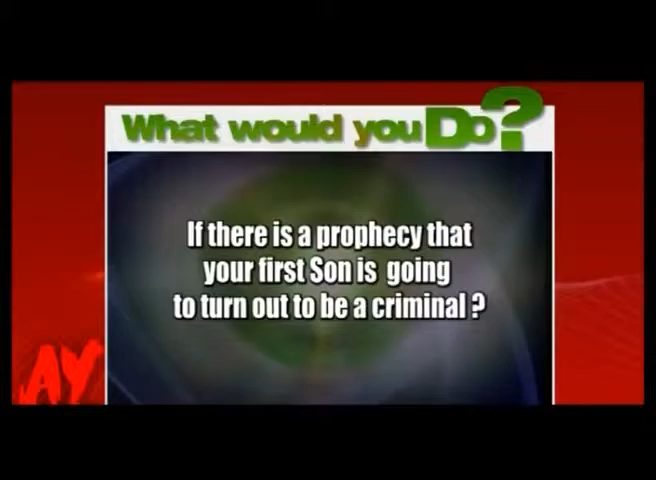 What would you Do?
If there is a prophecy that
your first Son is going
to turn out to be a criminal ?
AY